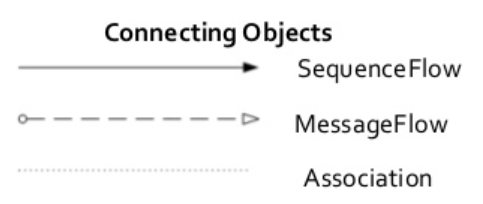 Connecting Objects
SequenceFlow
MessageFlow
Association